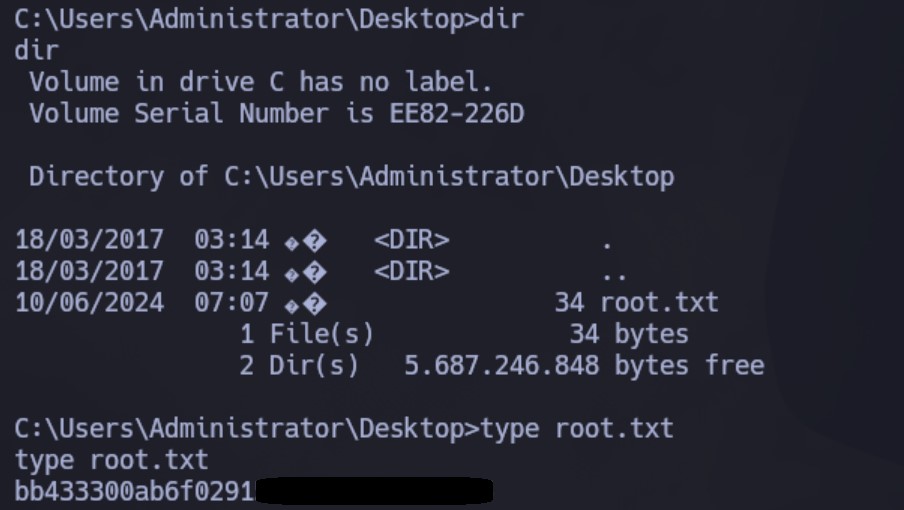 C:\Users\Administrator\Desktop>dir
dir
Volume in drive C has no label.
Volume Serial Number is EE82-226D
Directory of C:\Users\Administrator\Desktop
18/03/2017  03:14 ��   <DIR>          .
18/03/2017  03:14 ��   <DIR>          ..
10/06/2024  07:07 ��               34 root.txt
1 File(s)             34 bytes
2 Dir(s)   5.687.246.848 bytes free
C:\Users\Administrator\Desktop>type root.txt
type root.txt
bb433300ab6f0291